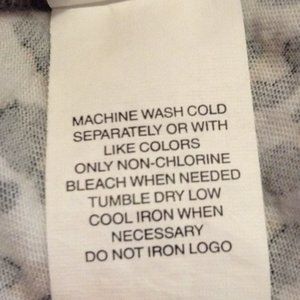 MACHINE WASH COLD
SEPARATELY OR WITH
LIKE COLORS
ONLY NON-CHLORINE
BLEACH WHEN NEEDED
TUMBLE DRY LOW
COOL IRON WHEN
NECESSARY
DO NOT IRON LOGO